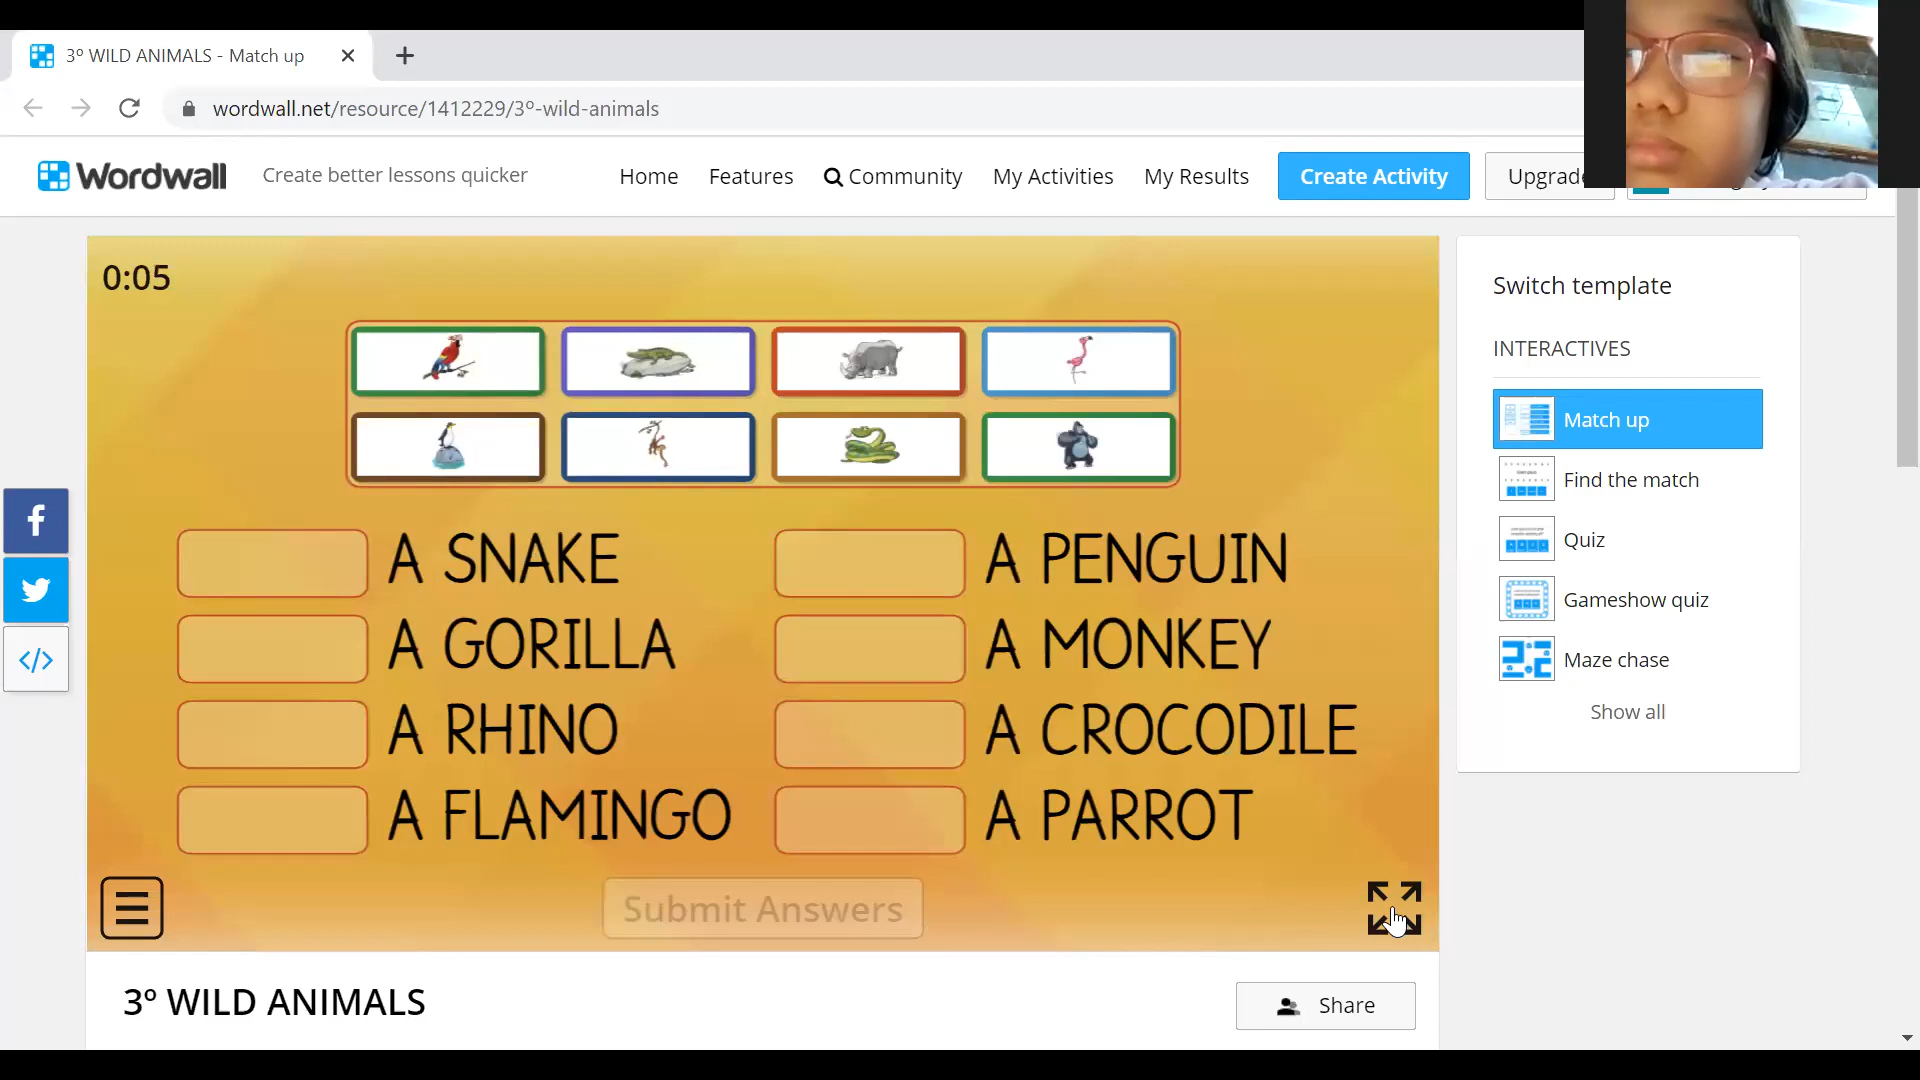 3º WILD ANIMALS - Match up
wordwall.net/resource/1412229/3º-wild-animals
Wordwall
Create better lessons quicker
Home
Features
Community
My Activities
My Results
Create Activity
0:05
A SNAKE
A PENGUIN
A GORILLA
A MONKEY
A RHINO
A CROCODILE
A FLAMINGO
A PARROT
Submit Answers
3º WILD ANIMALS
Share
Switch template
INTERACTIVES
Match up
Find the match
Quiz
Gameshow quiz
Maze chase
Show all